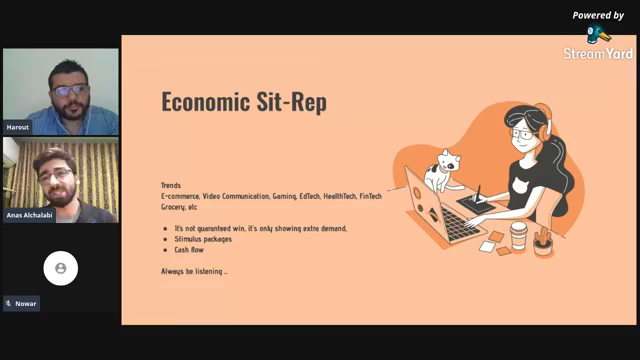 Powered by
StreamYard
Economic Sit-Rep
Harout
Trends
E-commerce, Video Communication, Gaming, EdTech, HealthTech, FinTech
Grocery, etc
Anas Alchalabi
• It's not guaranteed win, it's only showing extra demand,
• Stimulus packages
• Cash flow
Always be listening ...
Nowar